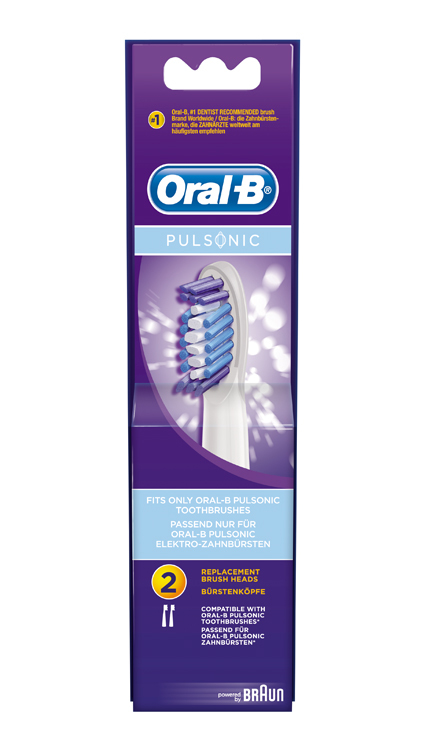 #1
Oral-B, #1 DENTIST RECOMMENDED brush
Brand Worldwide / Oral-B: die Zahnbürsten-
marke, die ZAHNÄRZTE weltweit am
häufigsten empfehlen
Oral-B®
PULSONIC
FITS ONLY ORAL-B PULSONIC
TOOTHBRUSHES
PASSEND NUR FÜR
ORAL-B PULSONIC
ELEKTRO-ZAHNBÜRSTEN
2
REPLACEMENT
BRUSH HEADS
BÜRSTENKÖPFE
COMPATIBLE WITH
ORAL-B PULSONIC
TOOTHBRUSHES*
PASSEND FÜR
ORAL-B PULSONIC
ZAHNBÜRSTEN*
powered by BRAUN